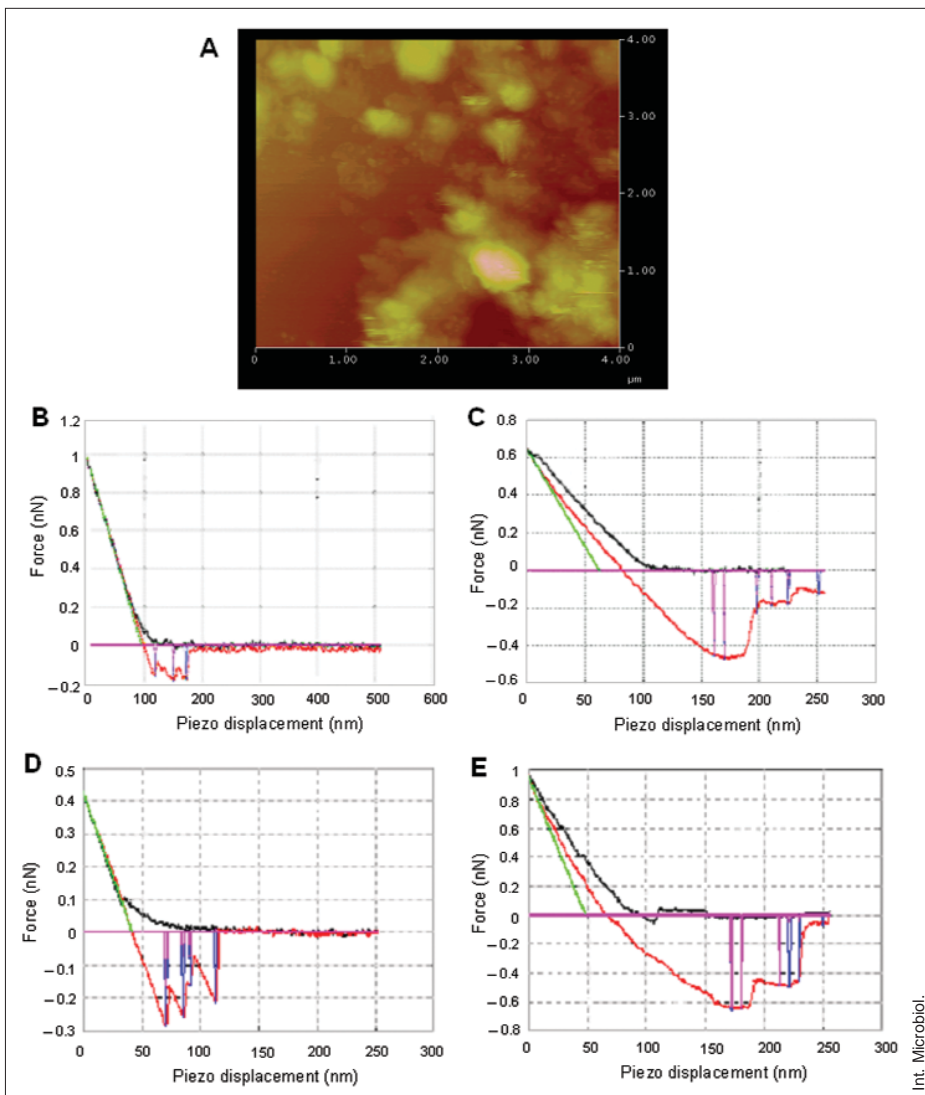 A
4.00
3.00
2.00
1.00
0
0 1.00 2.00 3.00 4.00
µm
B
1.2
1
0.8
0.6
0.4
0.2
0
–0.2
0 100 200 300 400 500 600
Force (nN)
Piezo displacement (nm)
C
0.8
0.6
0.4
0.2
0
–0.2
–0.4
–0.6
0 50 100 150 200 250 300
Force (nN)
Piezo displacement (nm)
D
0.5
0.4
0.3
0.2
0.1
0
–0.1
–0.2
–0.3
0 50 100 150 200 250 300
Force (nN)
Piezo displacement (nm)
E
1
0.8
0.6
0.4
0.2
0
–0.2
–0.4
–0.6
–0.8
0 50 100 150 200 250 300
Force (nN)
Piezo displacement (nm)
Int. Microbiol.